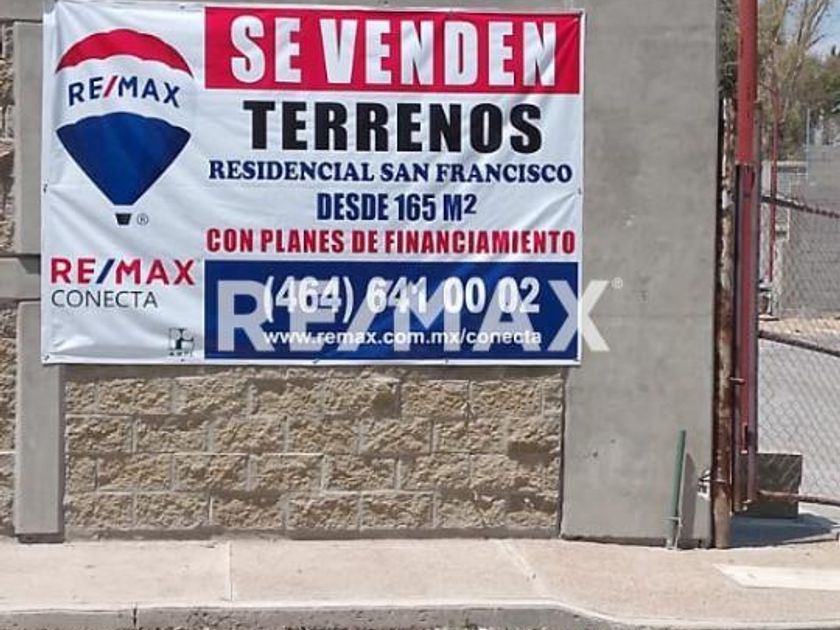 SE VENDEN
RE/MAX
TERRENOS
RESIDENCIAL SAN FRANCISCO
DESDE 165 M²
CON PLANES DE FINANCIAMIENTO
RE/MAX
CONECTA
(464) 641 00 02
www.remax.com.mx/conecta
RE/MAX